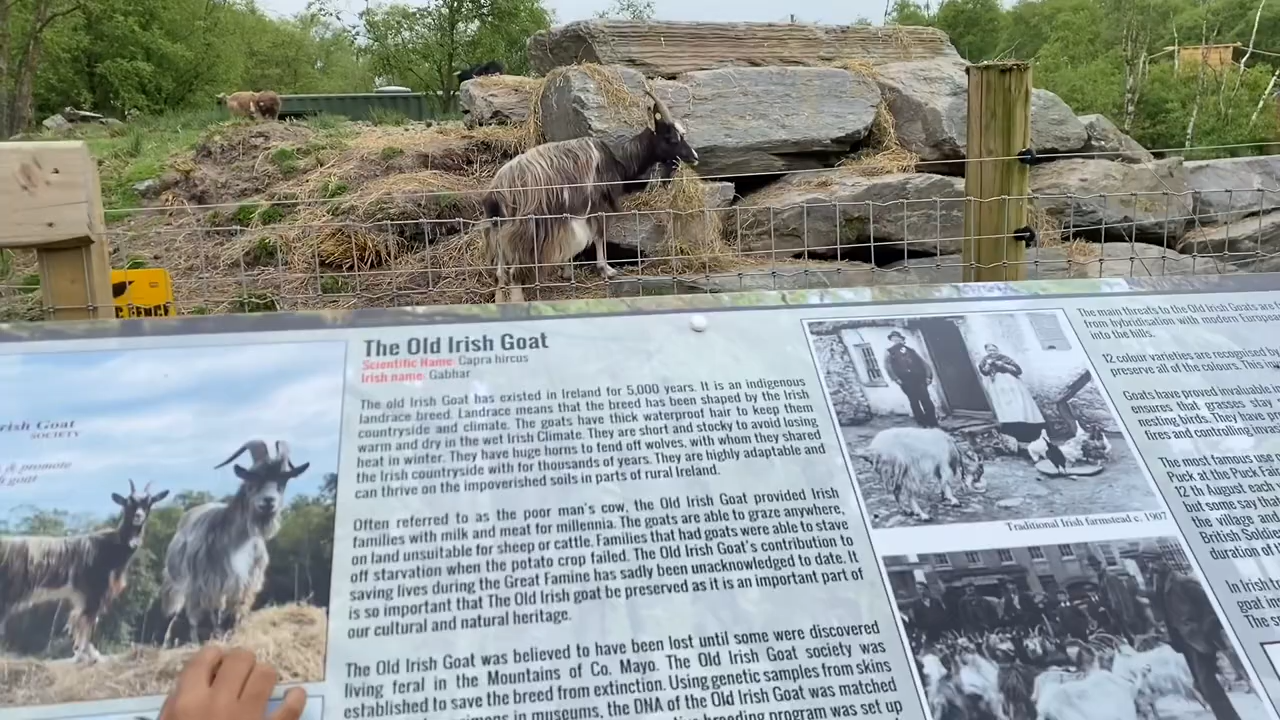 The Old Irish Goat
Scientific Name: Capra hircus
Irish name: Gabhar
The old Irish Goat has existed in Ireland for 5,000 years. It is an indigenous
landrace breed. Landrace means that the breed has been shaped by the Irish
countryside and climate. The goats have thick waterproof hair to keep them
warm and dry in the wet Irish Climate. They are short and stocky to avoid losing
heat in winter. They have huge horns to fend off wolves, with whom they shared
the Irish countryside with for thousands of years. They are highly adaptable and
can thrive on the impoverished soils in parts of rural Ireland.
Often referred to as the poor man's cow, the Old Irish Goat provided Irish
families with milk and meat for millennia. The goats are able to graze anywhere,
on land unsuitable for sheep or cattle. Families that had goats were able to stave
off starvation when the potato crop failed. The Old Irish Goat's contribution to
saving lives during the Great Famine has sadly been unacknowledged to date. It
is so important that The Old Irish goat be preserved as it is an important part of
our cultural and natural heritage.
The Old Irish Goat was believed to have been lost until some were discovered
living feral in the Mountains of Co. Mayo. The Old Irish Goat society was
established to save the breed from extinction. Using genetic samples from skins
in museums, the DNA of the Old Irish Goat was matched
breeding program was set up
rish Goat
SOCIETY
& promote
goat
Traditional Irish farmstead c. 1907
The main threats to the Old Irish Goats are
from hybridisation with modern European
into the
12 colour varieties are recognised by
preserve all of the colours. This
Goats have proved invaluable
ensures that grasses stay
nesting birds. They have
fires and controlling
The most famous use
Puck at the Puck Fair
12 th August each
but some say that
the village and
British Soldie
duration of
In Irish
goat im
The s
FENCE